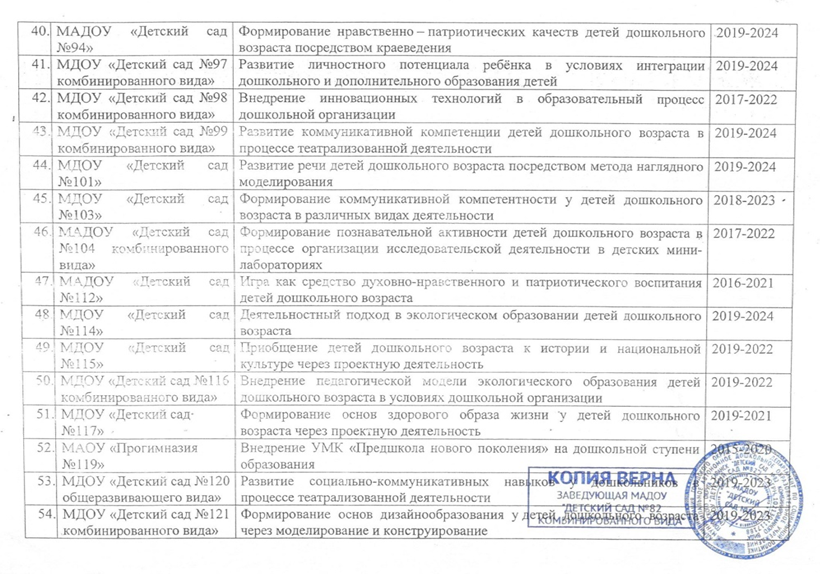 40. МАДОУ «Детский сад Формирование нравственно – патриотических качеств детей дошкольного 2019-2024
№94» возраста посредством краеведения
41. МДОУ «Детский сад №97 Развитие личностного потенциала ребёнка в условиях интеграции 2019-2024
комбинированного вида» дошкольного и дополнительного образования детей
42. МДОУ «Детский сад №98 Внедрение инновационных технологий в образовательный процесс 2017-2022
комбинированного вида» дошкольной организации
43. МДОУ «Детский сад №99 Развитие коммуникативной компетенции детей дошкольного возраста в 2019-2024
комбинированного вида» процессе театрализованной деятельности
44. МДОУ «Детский сад Развитие речи детей дошкольного возраста посредством метода наглядного 2019-2024
№101» моделирования
45. МДОУ «Детский сад Формирование коммуникативной компетентности у детей дошкольного 2018-2023
№103» возраста в различных видах деятельности
46. МАДОУ «Детский сад Формирование познавательной активности детей дошкольного возраста в 2017-2022
№104 комбинированного процессе организации исследовательской деятельности в детских мини-
вида» лабораториях
47. МАДОУ «Детский сад Игра как средство духовно-нравственного и патриотического воспитания 2016-2021
№112» детей дошкольного возраста
48 МДОУ «Детский сад Деятельностный подход в экологическом образовании детей дошкольного 2019-2024
№114» возраста
49. МДОУ «Детский сад Приобщение детей дошкольного возраста к истории и национальной 2019-2022
№115» культуре через проектную деятельность
50. МДОУ «Детский сад №116 Внедрение педагогической модели экологического образования детей 2019-2022
комбинированного вида» дошкольного возраста в условиях дошкольной организации
51. МДОУ «Детский сад Формирование основ здорового образа жизни у детей дошкольного 2019-2021
№117» возраста через проектную деятельность
52. МАОУ «Прогимназия Внедрение УМК «Предшкола нового поколения» на дошкольной ступени 2015-2020
№119» образования
53. МДОУ «Детский сад №120 Развитие социально-коммуникативных навыков дошкольников в 2019-2023
общеразвивающего вида» процессе театрализованной деятельности
54. МДОУ «Детский сад №121 Формирование основ дизайнобразования у детей дошкольного возраста 2019-2023
комбинированного вида» через моделирование и конструирование
КОПИЯ ВЕРНА
ЗАВЕДУЮЩАЯ МАДОУ
"ДЕТСКИЙ САД №82
КОМБИНИРОВАННОГО ВИДА"
МАДОУ
"ДЕТСКИЙ